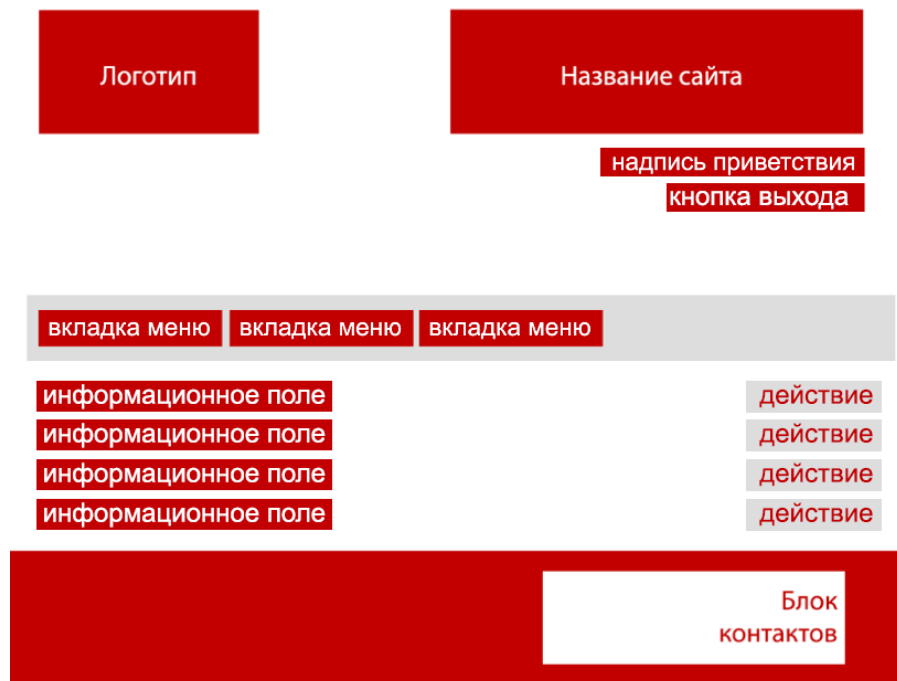 Логотип
Название сайта
надпись приветствия
кнопка выхода
вкладка меню вкладка меню вкладка меню
информационное поле действие
информационное поле действие
информационное поле действие
информационное поле действие
Блок
контактов